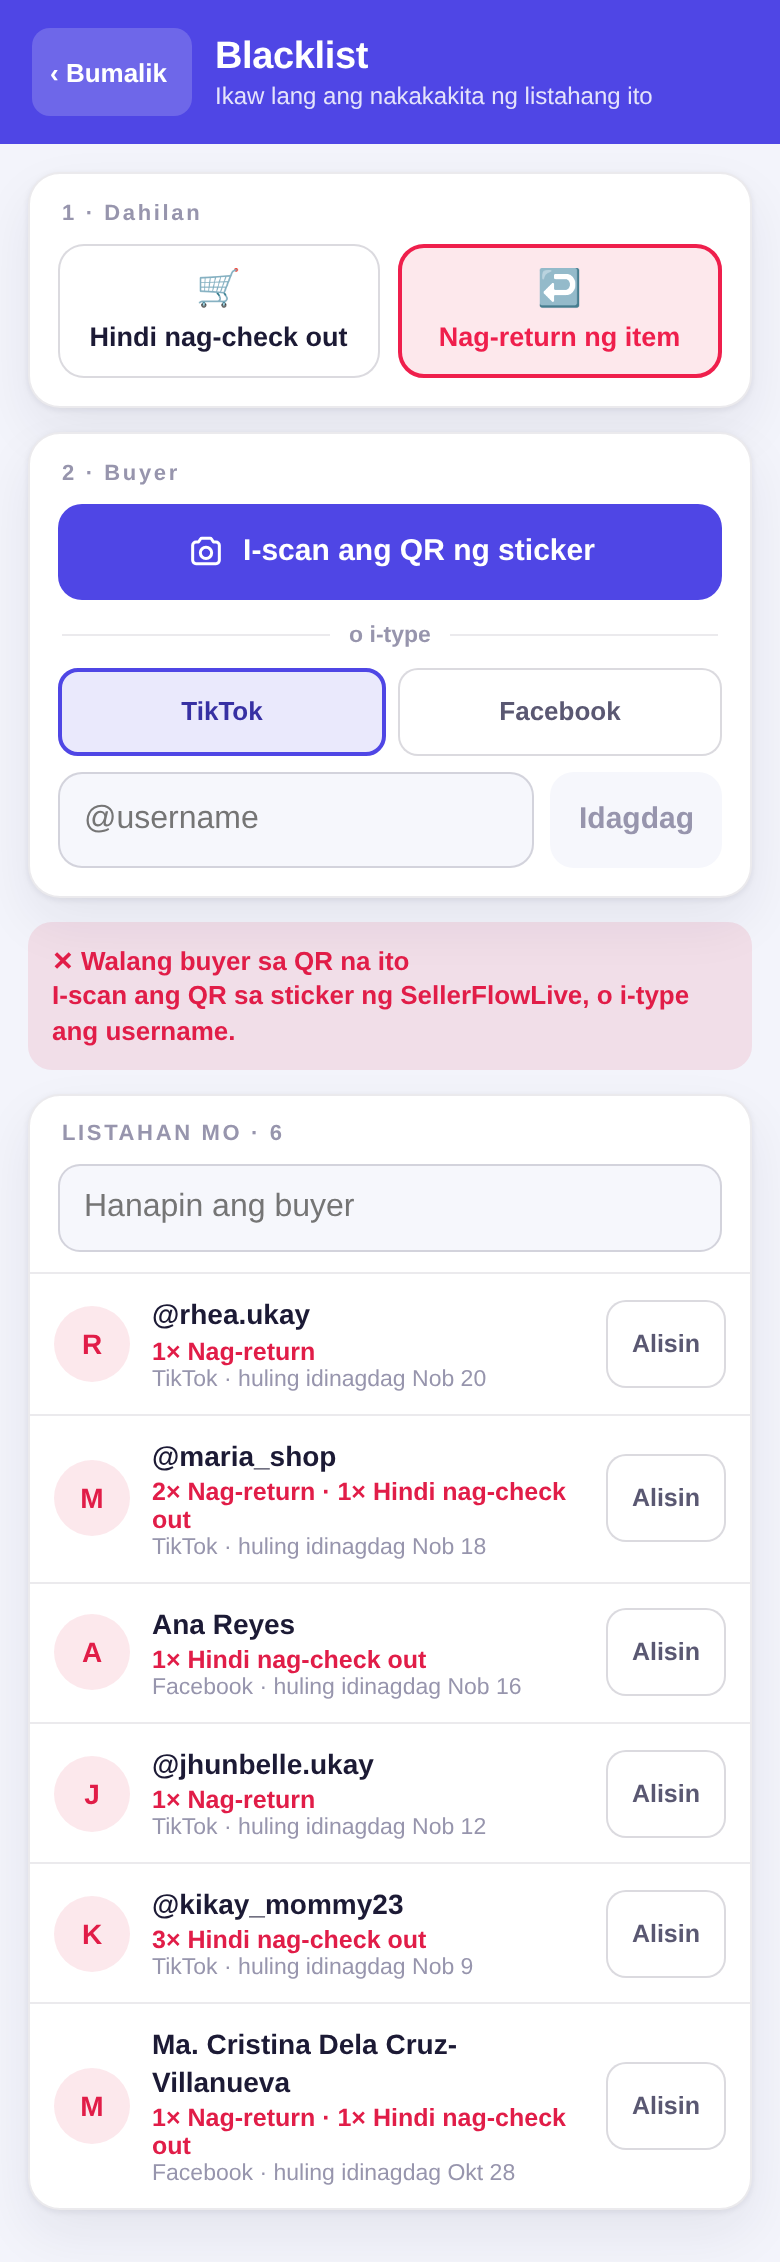 ‹ Bumalik
Blacklist
Ikaw lang ang nakakakita ng listahang ito
1 · Dahilan
Hindi nag-check out
Nag-return ng item
2 · Buyer
I-scan ang QR ng sticker
o i-type
TikTok
Facebook
@username
Idagdag
✕ Walang buyer sa QR na ito
I-scan ang QR sa sticker ng SellerFlowLive, o i-type
ang username.
LISTAHAN MO · 6
Hanapin ang buyer
R
@rhea.ukay
1× Nag-return
TikTok · huling idinagdag Nob 20
Alisin
M
@maria_shop
2× Nag-return · 1× Hindi nag-check
out
TikTok · huling idinagdag Nob 18
Alisin
A
Ana Reyes
1× Hindi nag-check out
Facebook · huling idinagdag Nob 16
Alisin
J
@jhunbelle.ukay
1× Nag-return
TikTok · huling idinagdag Nob 12
Alisin
K
@kikay_mommy23
3× Hindi nag-check out
TikTok · huling idinagdag Nob 9
Alisin
M
Ma. Cristina Dela Cruz-
Villanueva
1× Nag-return · 1× Hindi nag-check
out
Facebook · huling idinagdag Okt 28
Alisin